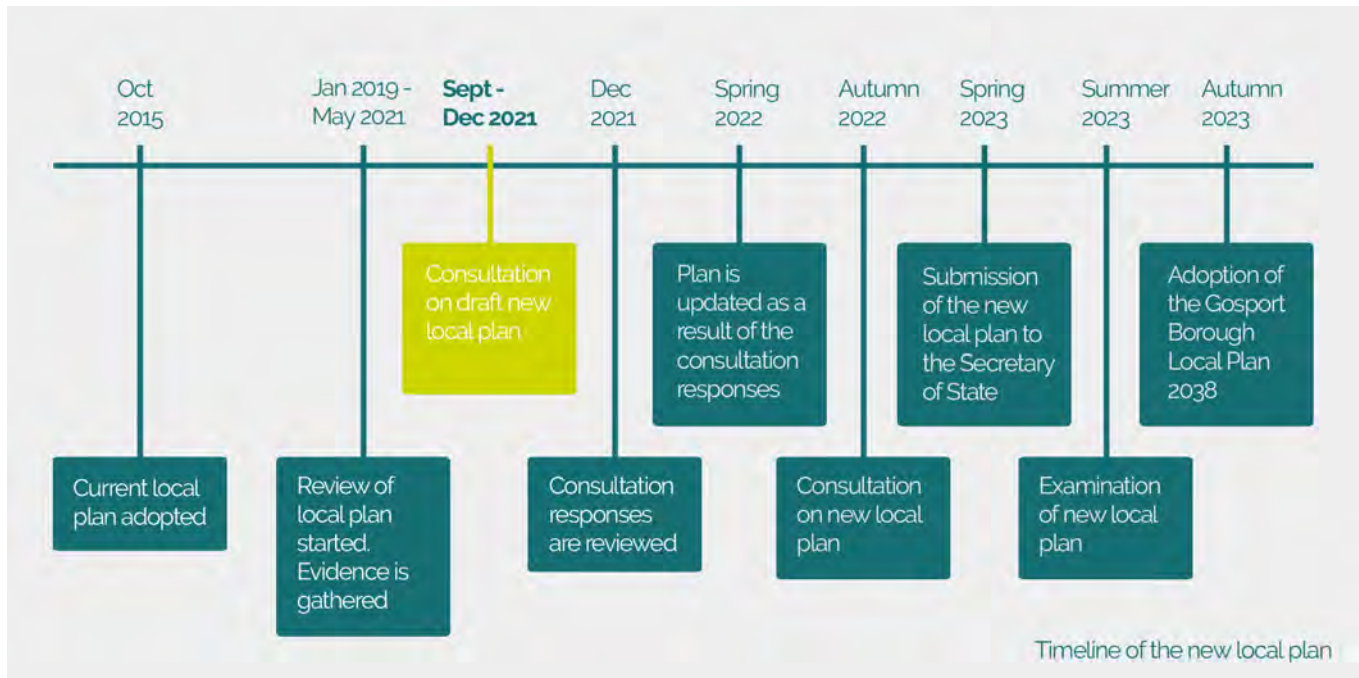 Oct
2015
Jan 2019 -
May 2021
Sept -
Dec 2021
Dec
2021
Spring
2022
Autumn
2022
Spring
2023
Summer
2023
Autumn
2023
Consultation
on draft new
local plan
Plan is
updated as a
result of the
consultation
responses
Submission
of the new
local plan to
the Secretary
of State
Adoption of
the Gosport
Borough
Local Plan
2038
Current local
plan adopted
Review of
local plan
started.
Evidence is
gathered
Consultation
responses
are reviewed
Consultation
on new local
plan
Examination
of new local
plan
Timeline of the new local plan